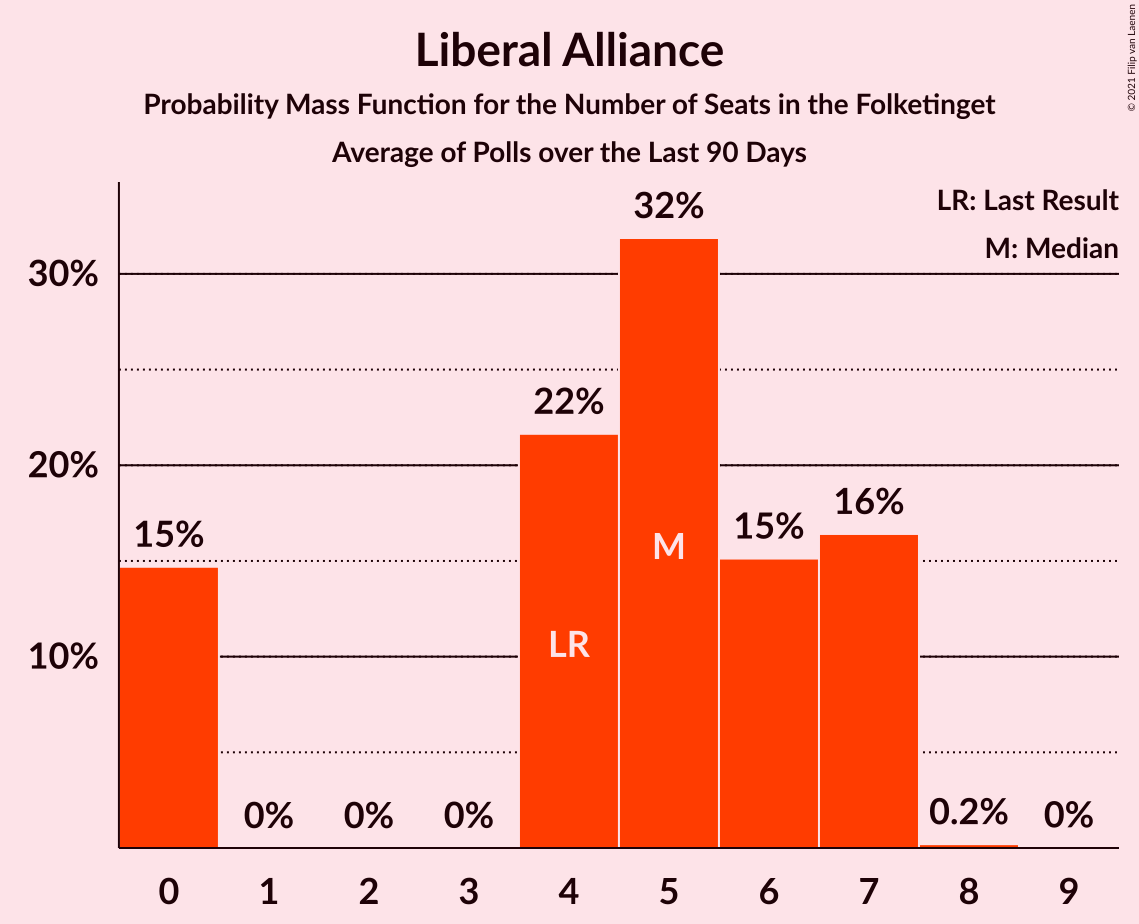 Liberal Alliance
Probability Mass Function for the Number of Seats in the Folketinget
Average of Polls over the Last 90 Days
© 2021 Filip van Laenen
LR: Last Result
M: Median
30%
20%
10%
15%
0%
0%
0%
22%
32%
15%
16%
0.2%
0%
LR
M
0
1
2
3
4
5
6
7
8
9